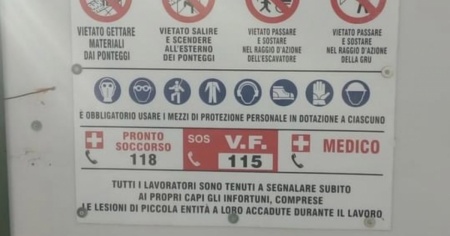 VIETATO GETTARE
MATERIALI
DAI PONTEGGI
VIETATO SALIRE
E SCENDERE
ALL'ESTERNO
DEI PONTEGGI
VIETATO PASSARE
E SOSTARE
NEL RAGGIO D'AZIONE
DELL'ESCAVATORE
VIETATO PASSARE
E SOSTARE
NEL RAGGIO D'AZIONE
DELLA GRU
È OBBLIGATORIO USARE I MEZZI DI PROTEZIONE PERSONALE IN DOTAZIONE A CIASCUNO
PRONTO
SOCCORSO
118
SOS
V.F.
115
MEDICO
TUTTI I LAVORATORI SONO TENUTI A SEGNALARE SUBITO
AI PROPRI CAPI GLI INFORTUNI, COMPRESE
LE LESIONI DI PICCOLA ENTITÀ A LORO ACCADUTE DURANTE IL LAVORO